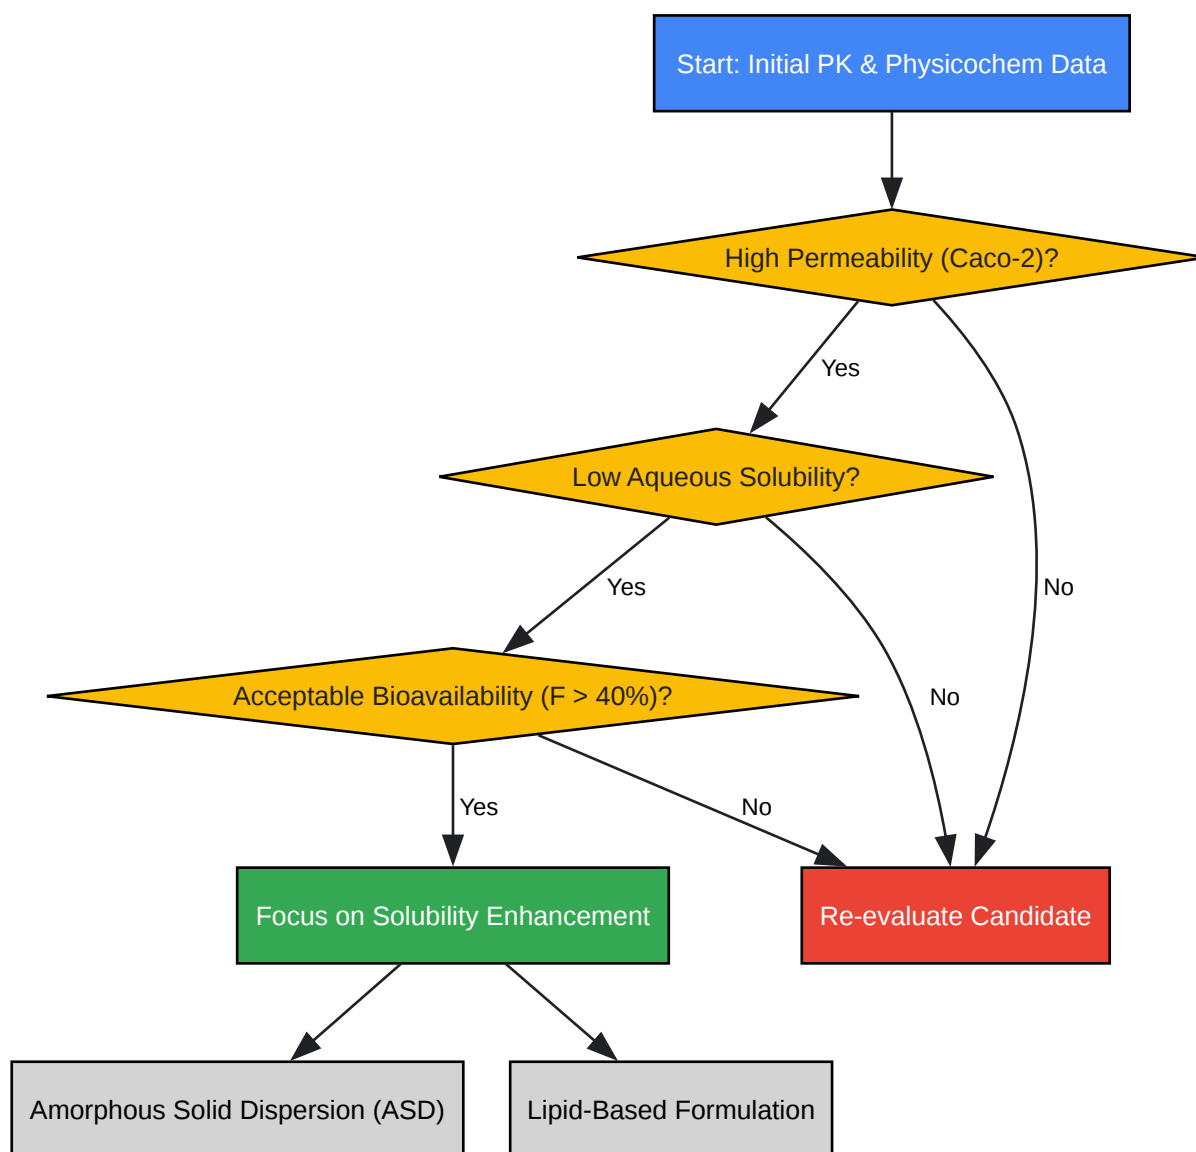 Start: Initial PK & Physicochem Data
High Permeability (Caco-2)?
Yes
Low Aqueous Solubility?
Yes
No
Acceptable Bioavailability (F > 40%)?
No
Yes
No
Focus on Solubility Enhancement
Re-evaluate Candidate
Amorphous Solid Dispersion (ASD)
Lipid-Based Formulation